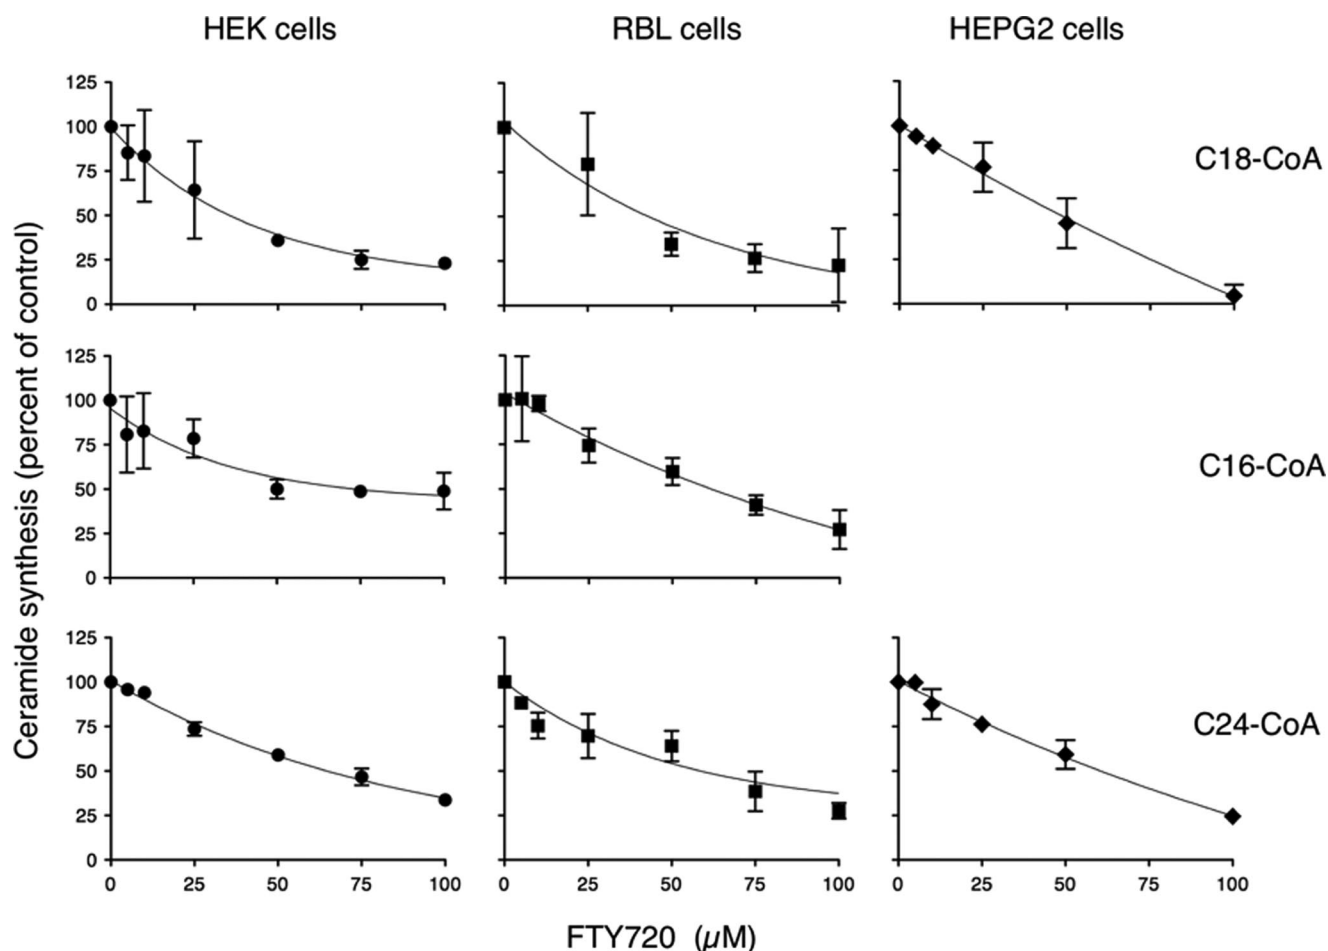 HEK cells RBL cells HEPG2 cells
Ceramide synthesis (percent of control)
125
100
75
50
25
0
C18-CoA
125
100
75
50
25
0
C16-CoA
125
100
75
50
25
0
C24-CoA
0 25 50 75 100 0 25 50 75 100 0 25 50 75 100
FTY720 (µM)